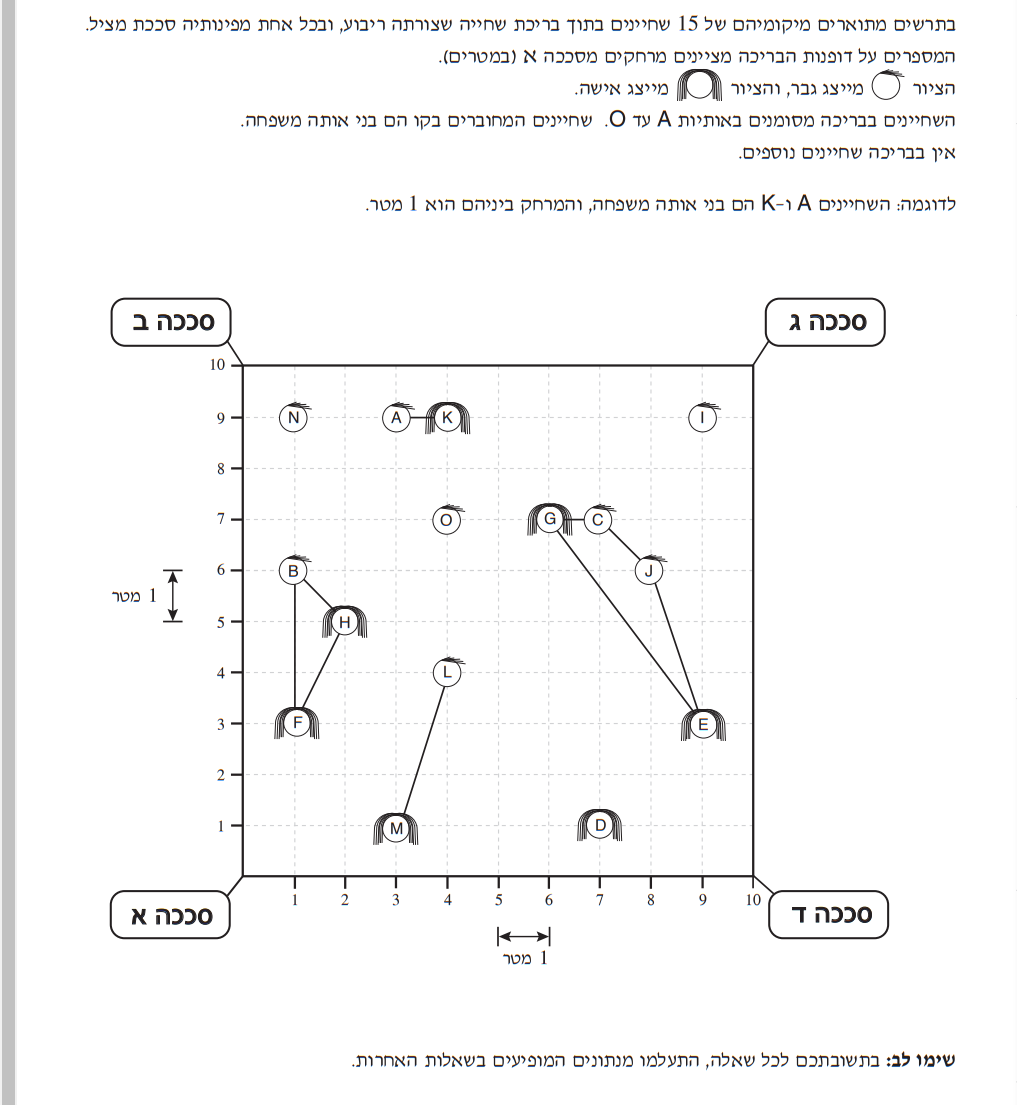 בתרשים מתוארים מיקומיהם של 15 שחיינים בתוך בריכת שחייה שצורתה ריבוע, ובכל אחת מפינותיה סככת מציל.
המספרים על דופנות הבריכה מציינים מרחקים מסככה א (במטרים).
הציור מייצג גבר, והציור מייצג אישה.
השחיינים בבריכה מסומנים באותיות A עד O. שחיינים המחוברים בקו הם בני אותה משפחה.
אין בבריכה שחיינים נוספים.
לדוגמה: השחיינים A ו-K הם בני אותה משפחה, והמרחק ביניהם הוא 1 מטר.
סככה ב
סככה ג
10
9
N
A
K
I
8
7
O
G
C
6
B
J
1 מטר
5
H
4
L
3
F
E
2
1
M
D
1 2 3 4 5 6 7 8 9 10
סככה א
סככה ד
1 מטר
שימו לב: בתשובתכם לכל שאלה, התעלמו מנתונים המופיעים בשאלות האחרות.